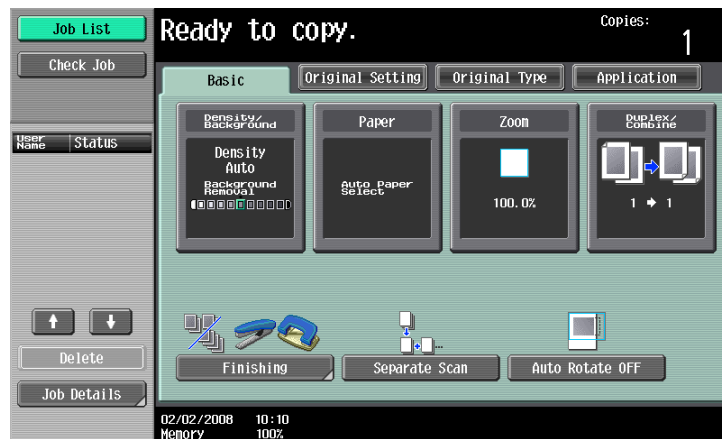 Job List
Check Job
User Name
Status
Delete
Job Details
Ready to copy.
Copies:
1
Basic
Original Setting
Original Type
Application
Density/
Background
Density
Auto
Background
Removal
Paper
Auto Paper
Select
Zoom
100.0%
Duplex/
Combine
1 → 1
Finishing
Separate Scan
Auto Rotate OFF
02/02/2008 10:10
Memory 100%